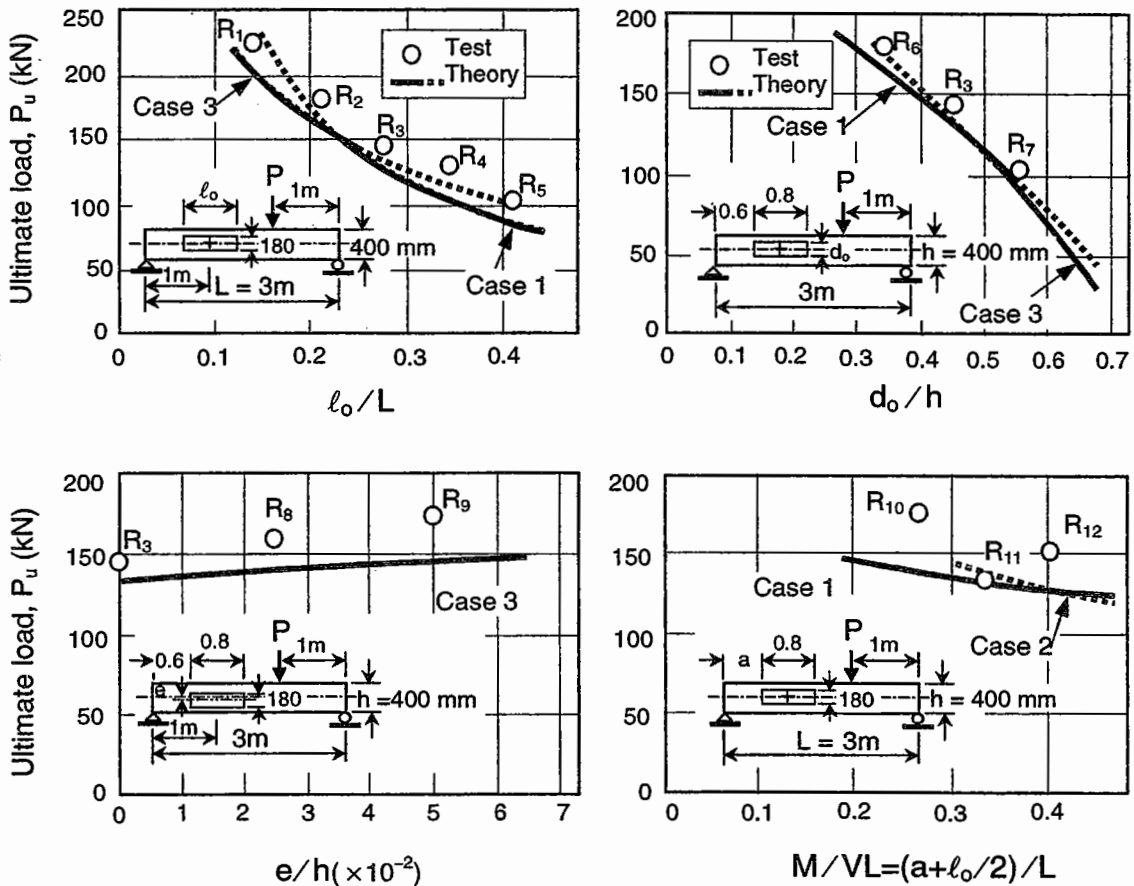 Ultimate load, Pᵤ (kN)
250
200
150
100
50
0
R₁
R₂
R₃
R₄
R₅
Test
Theory
Case 3
Case 1
P
1m
ℓₒ
180
400 mm
1m
L = 3m
0 0.1 0.2 0.3 0.4
ℓₒ/L
200
150
100
50
0
R₆
R₃
R₇
Test
Theory
Case 1
Case 3
P
0.6 0.8 1m
dₒ
h = 400 mm
3m
0 0.1 0.2 0.3 0.4 0.5 0.6 0.7
dₒ/h
Ultimate load, Pᵤ (kN)
200
150
100
50
0
R₃
R₈
R₉
Case 3
P
0.6 0.8 1m
e
180
h = 400 mm
1m
3m
0 1 2 3 4 5 6 7
e/h(×10⁻²)
200
150
100
50
0
R₁₀
R₁₁
R₁₂
Case 1
Case 2
P
a 0.8 1m
180
h = 400 mm
L = 3m
0.1 0.2 0.3 0.4
M/VL=(a+ℓₒ/2)/L